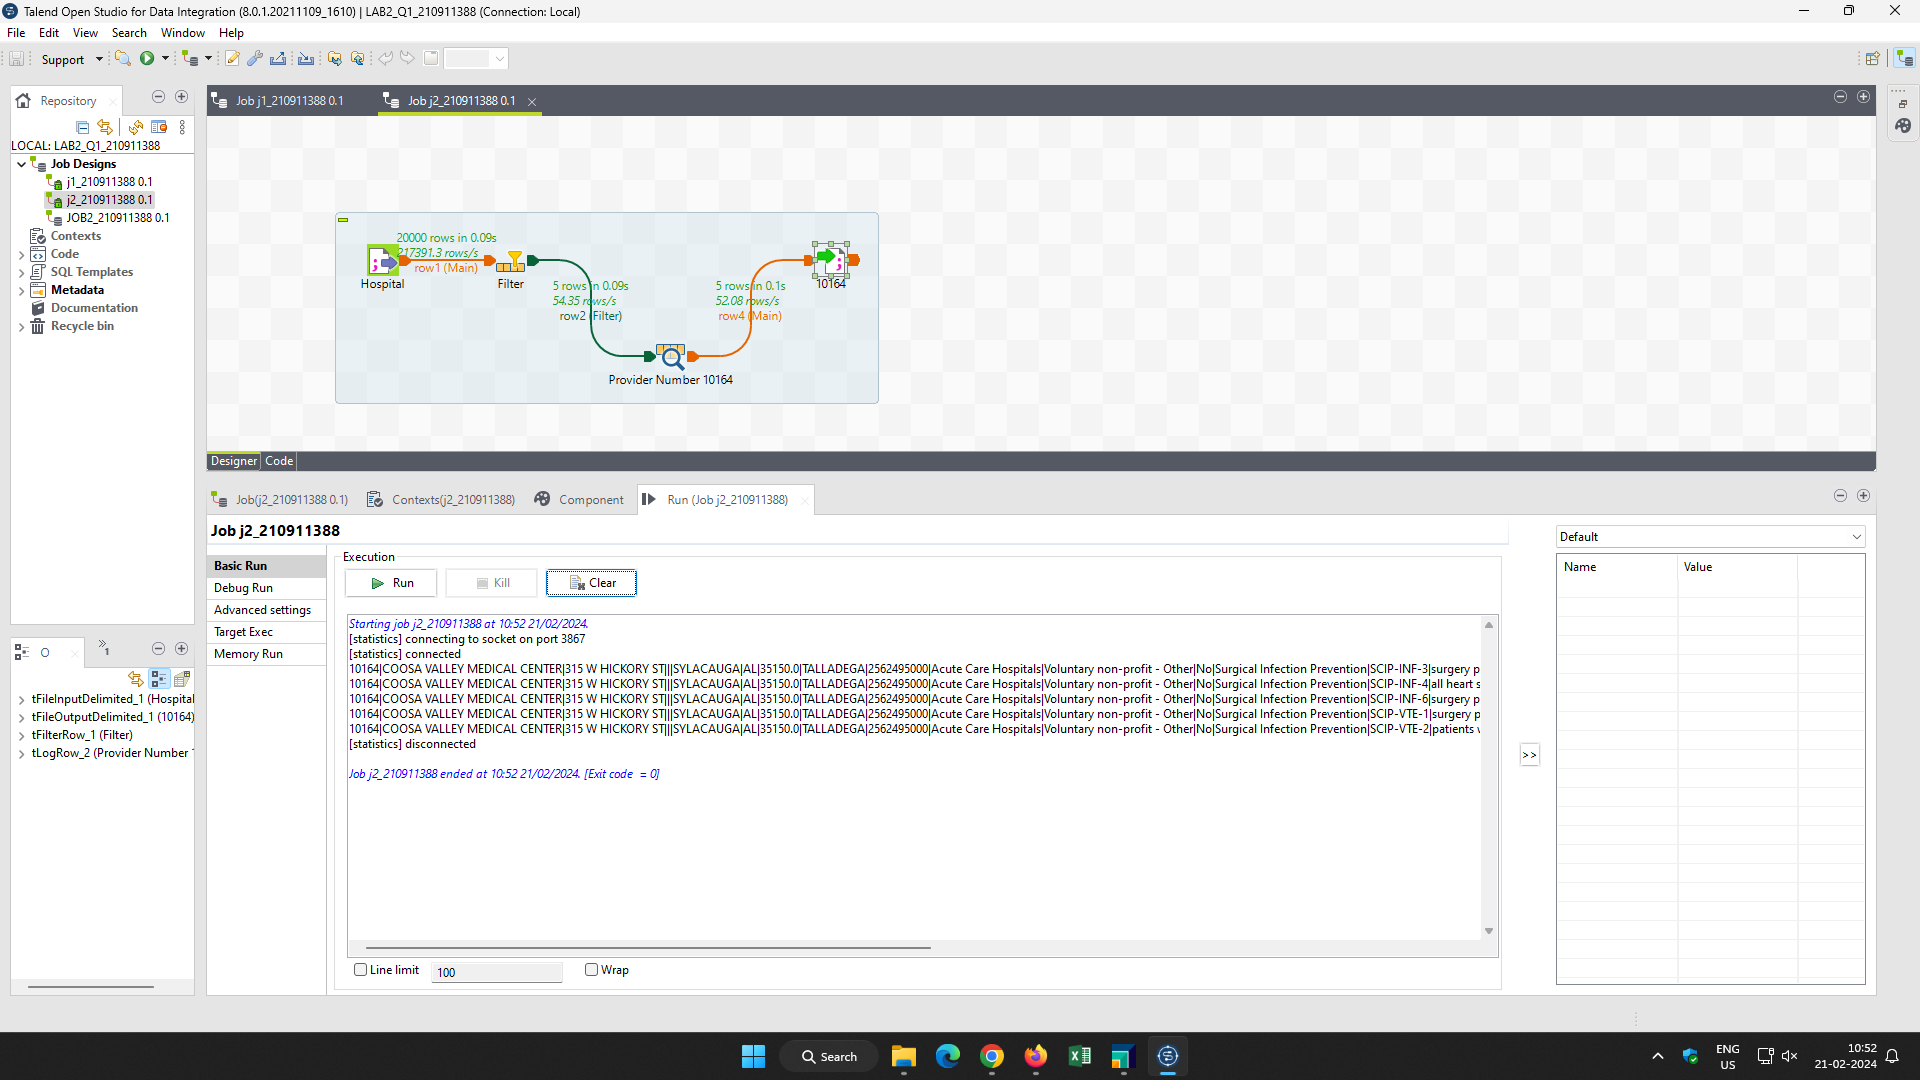 Talend Open Studio for Data Integration (8.0.1.20211109_1610) | LAB2_Q1_210911388 (Connection: Local)
File Edit View Search Window Help
Support
Repository
LOCAL: LAB2_Q1_210911388
Job Designs
j1_210911388 0.1
j2_210911388 0.1
JOB2_210911388 0.1
Contexts
Code
SQL Templates
Metadata
Documentation
Recycle bin
Job j1_210911388 0.1
Job j2_210911388 0.1
20000 rows in 0.09s
217391.3 rows/s
row1 (Main)
Hospital
Filter
5 rows in 0.09s
54.35 rows/s
row2 (Filter)
5 rows in 0.1s
52.08 rows/s
row4 (Main)
10164
Provider Number 10164
Designer Code
Job(j2_210911388 0.1) Contexts(j2_210911388) Component Run (Job j2_210911388)
Job j2_210911388
Basic Run
Debug Run
Advanced settings
Target Exec
Memory Run
Execution
Run Kill Clear
Starting job j2_210911388 at 10:52 21/02/2024.
[statistics] connecting to socket on port 3867
[statistics] connected
10164|COOSA VALLEY MEDICAL CENTER|315 W HICKORY ST|||SYLACAUGA|AL|35150.0|TALLADEGA|2562495000|Acute Care Hospitals|Voluntary non-profit - Other|No|Surgical Infection Prevention|SCIP-INF-3|surgery p
10164|COOSA VALLEY MEDICAL CENTER|315 W HICKORY ST|||SYLACAUGA|AL|35150.0|TALLADEGA|2562495000|Acute Care Hospitals|Voluntary non-profit - Other|No|Surgical Infection Prevention|SCIP-INF-4|all heart s
10164|COOSA VALLEY MEDICAL CENTER|315 W HICKORY ST|||SYLACAUGA|AL|35150.0|TALLADEGA|2562495000|Acute Care Hospitals|Voluntary non-profit - Other|No|Surgical Infection Prevention|SCIP-INF-6|surgery p
10164|COOSA VALLEY MEDICAL CENTER|315 W HICKORY ST|||SYLACAUGA|AL|35150.0|TALLADEGA|2562495000|Acute Care Hospitals|Voluntary non-profit - Other|No|Surgical Infection Prevention|SCIP-VTE-1|surgery p
10164|COOSA VALLEY MEDICAL CENTER|315 W HICKORY ST|||SYLACAUGA|AL|35150.0|TALLADEGA|2562495000|Acute Care Hospitals|Voluntary non-profit - Other|No|Surgical Infection Prevention|SCIP-VTE-2|patients w
[statistics] disconnected
Job j2_210911388 ended at 10:52 21/02/2024. [Exit code = 0]
Line limit 100 Wrap
>>
Default
Name Value
O
1
tFileInputDelimited_1 (Hospital
tFileOutputDelimited_1 (10164)
tFilterRow_1 (Filter)
tLogRow_2 (Provider Number 1
Search
ENG
US
10:52
21-02-2024